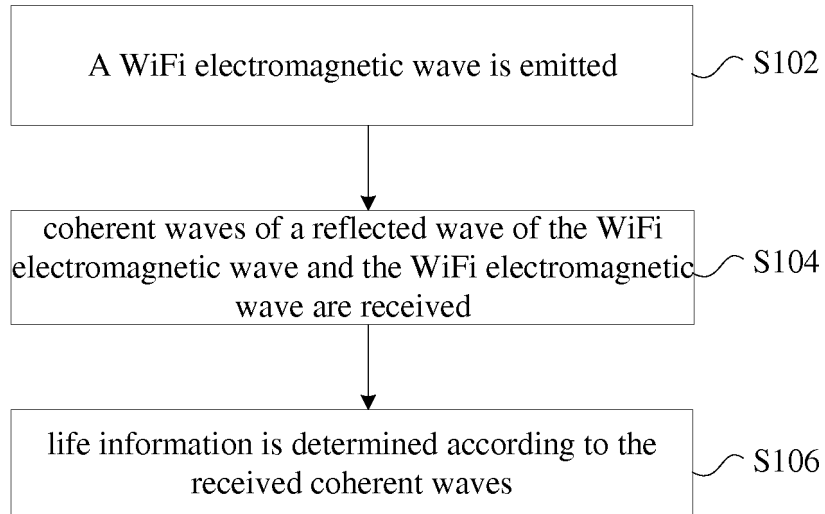 A WiFi electromagnetic wave is emitted
S102
coherent waves of a reflected wave of the WiFi
electromagnetic wave and the WiFi electromagnetic
wave are received
S104
life information is determined according to the
received coherent waves
S106